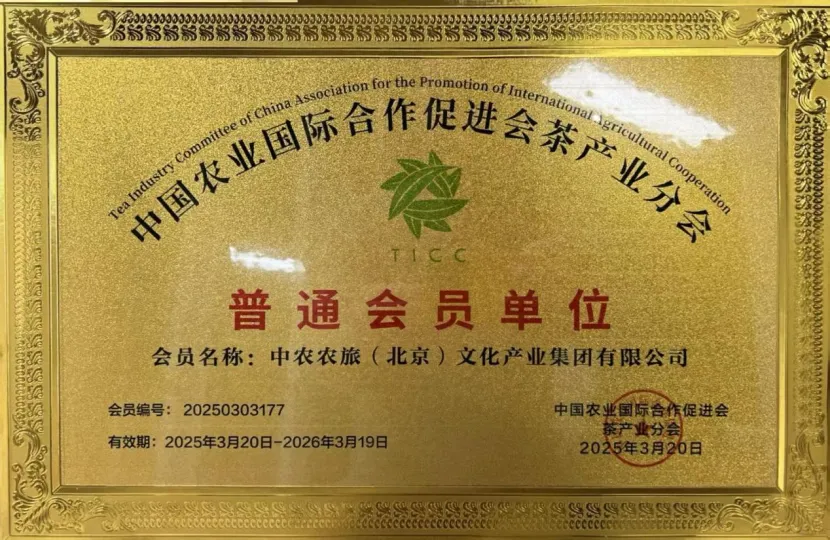 Tea Industry Committee of China Association for the Promotion of International Agricultural Cooperation
中国农业国际合作促进会茶产业分会
TICC
普通会员单位
会员名称：中农农旅（北京）文化产业集团有限公司
会员编号：20250303177
有效期：2025年3月20日-2026年3月19日
中国农业国际合作促进会
茶产业分会
2025年3月20日